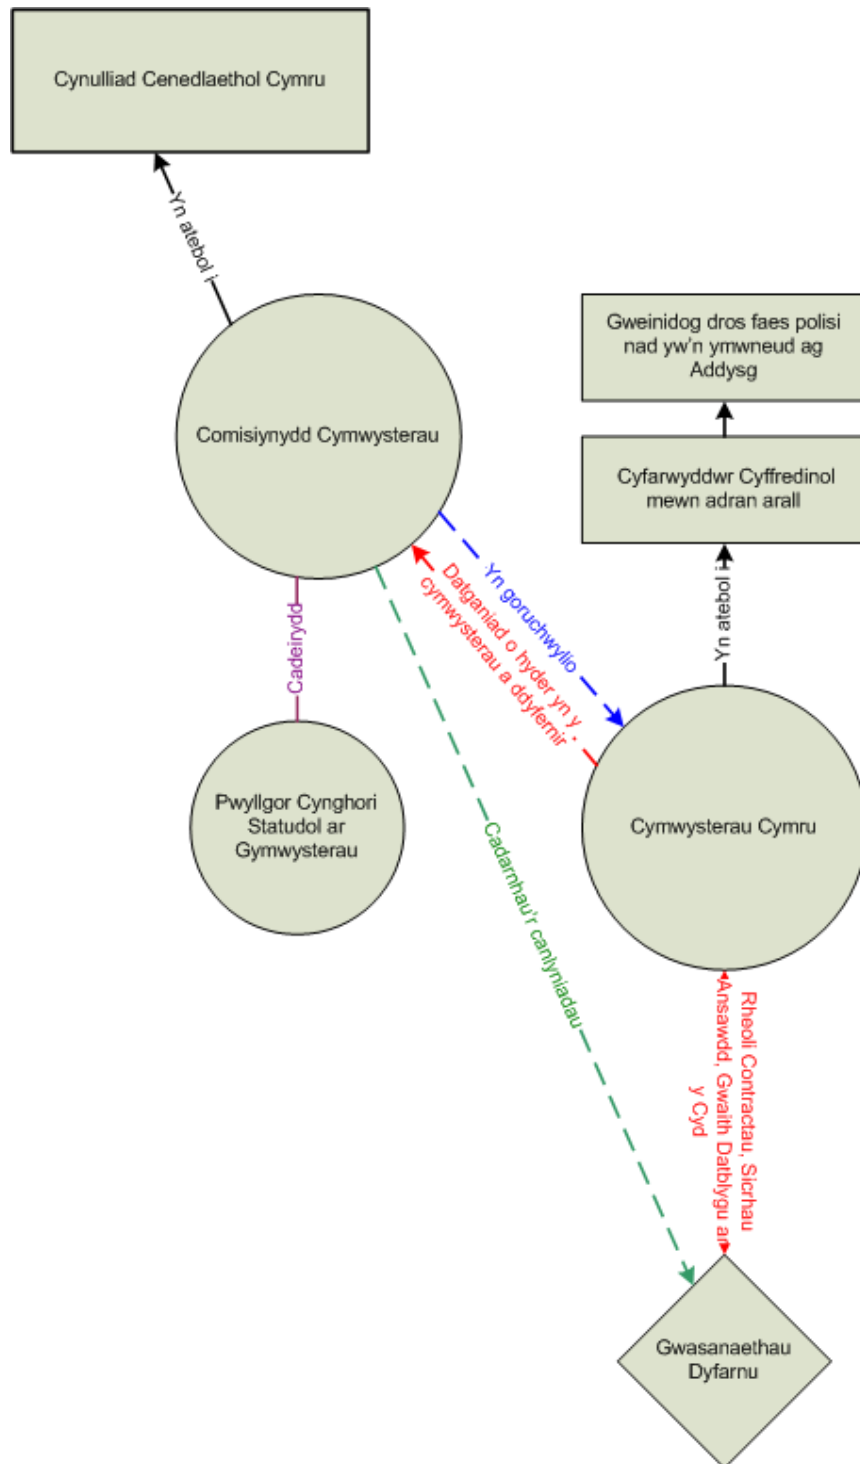 Cynulliad Cenedlaethol Cymru
Yn atebol i
Gweinidog dros faes polisi
nad yw'n ymwneud ag
Addysg
Comisiynydd Cymwysterau
Cyfarwyddwr Cyffredinol
mewn adran arall
Yn goruchwylio
Datganiad o hyder yn y
cymwysterau a ddyfernir
Yn atebol i
Cadeirydd
Pwyllgor Cynghori
Statudol ar
Gymwysterau
Cymwysterau Cymru
Cadarnhau'r canlyniadau
Rheoli Contractau, Sicrhau
Ansawdd, Gwaith Datblygu ar
y Cyd
Gwasanaethau
Dyfarnu